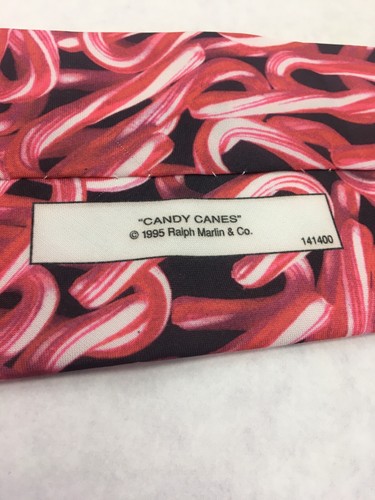 "CANDY CANES"
© 1995 Ralph Marlin & Co.
141400